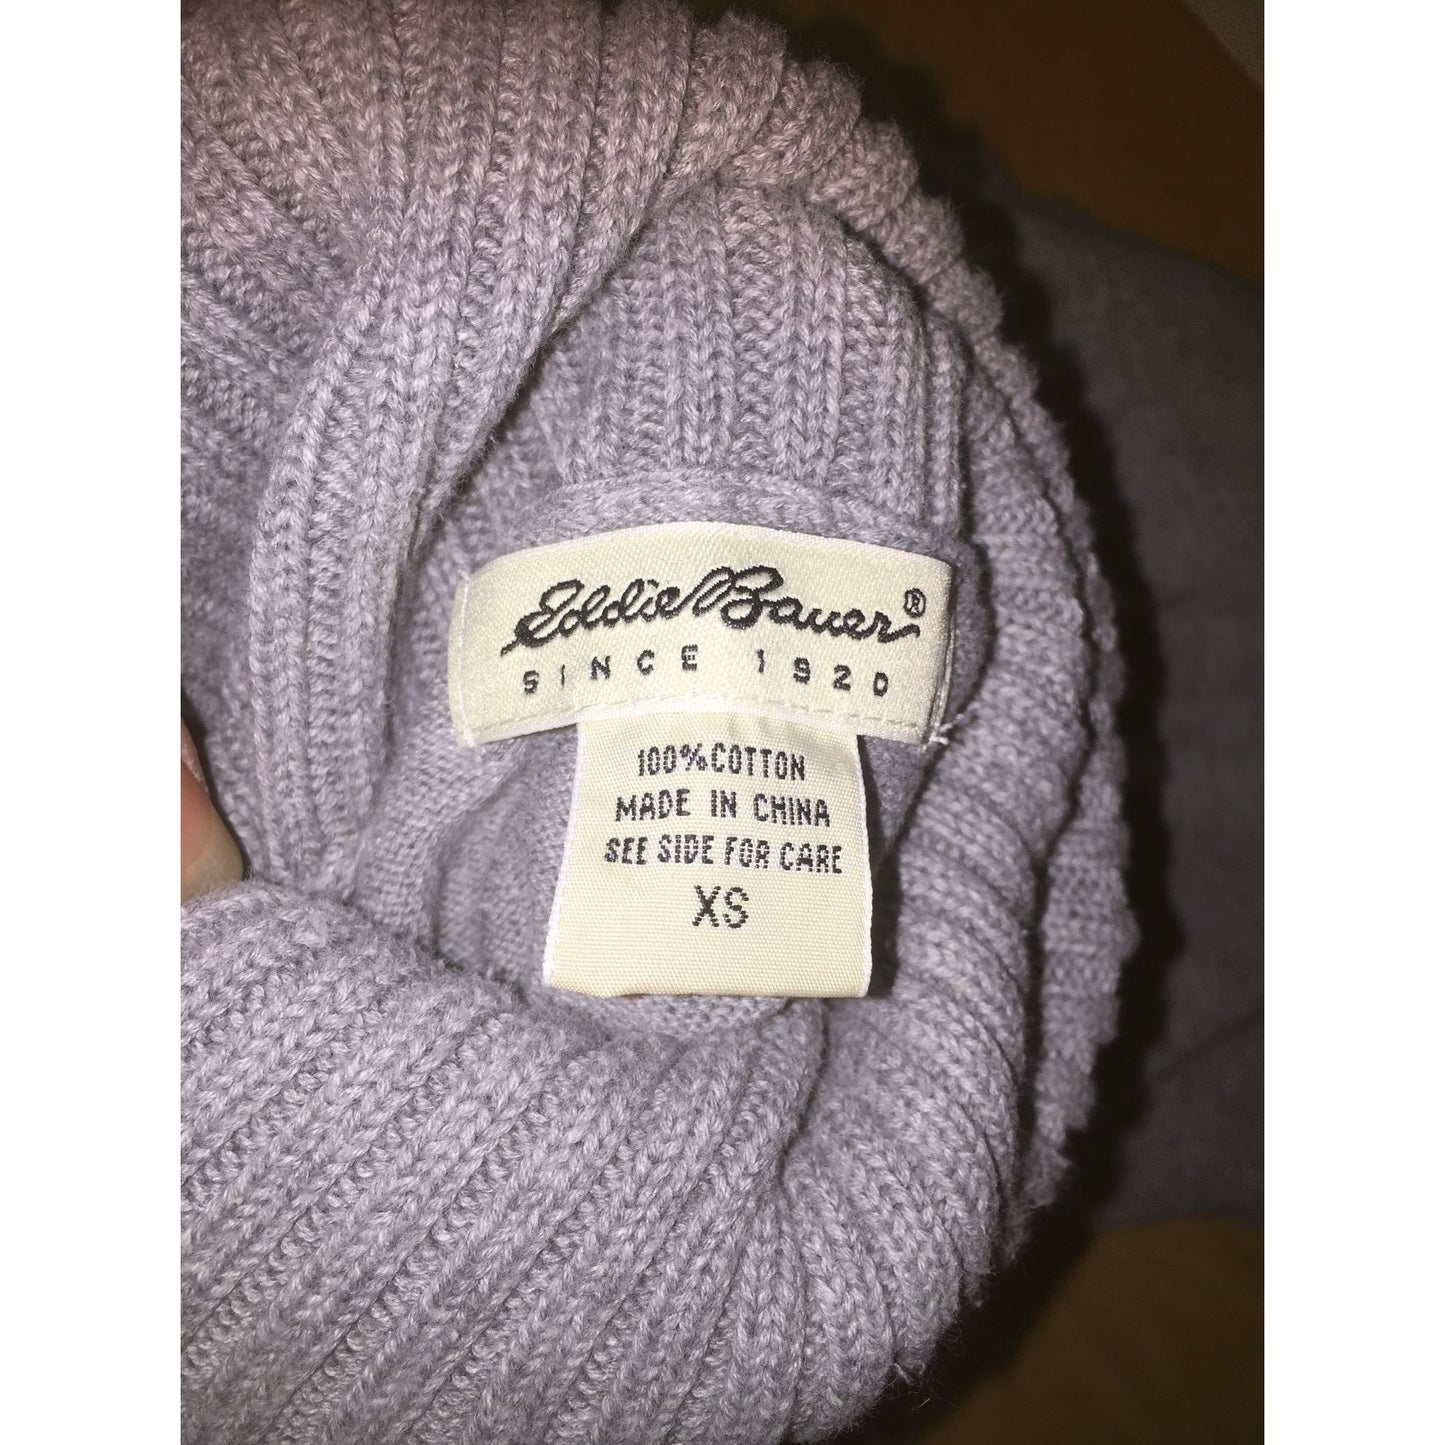 Eddie Bauer®
SINCE 1920
100% COTTON
MADE IN CHINA
SEE SIDE FOR CARE
XS